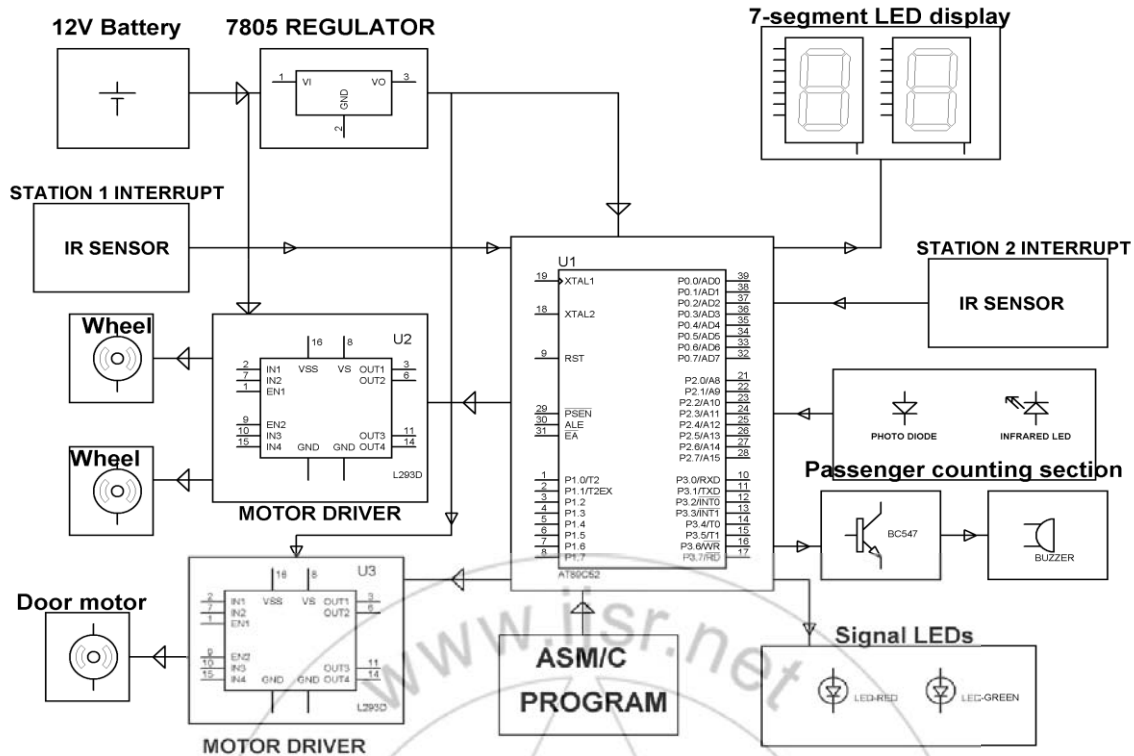 12V Battery
7805 REGULATOR
1 VI VO 3
GND
2
7-segment LED display
STATION 1 INTERRUPT
IR SENSOR
STATION 2 INTERRUPT
IR SENSOR
U1
19 XTAL1
18 XTAL2
9 RST
29 PSEN
30 ALE
31 EA
1 P1.0/T2
2 P1.1/T2EX
3 P1.2
4 P1.3
5 P1.4
6 P1.5
7 P1.6
8 P1.7
P0.0/AD0 39
P0.1/AD1 38
P0.2/AD2 37
P0.3/AD3 36
P0.4/AD4 35
P0.5/AD5 34
P0.6/AD6 33
P0.7/AD7 32
P2.0/A8 21
P2.1/A9 22
P2.2/A10 23
P2.3/A11 24
P2.4/A12 25
P2.5/A13 26
P2.6/A14 27
P2.7/A15 28
P3.0/RXD 10
P3.1/TXD 11
P3.2/INT0 12
P3.3/INT1 13
P3.4/T0 14
P3.5/T1 15
P3.6/WR 16
P3.7/RD 17
AT89C52
Wheel
Wheel
U2
16 8
2 IN1 VSS VS OUT1 3
7 IN2 OUT2 6
1 EN1
9 EN2
10 IN3 OUT3 11
15 IN4 GND GND OUT4 14
L293D
MOTOR DRIVER
PHOTO DIODE
INFRARED LED
Passenger counting section
BC547
BUZZER
Door motor
U3
16 8
2 IN1 VSS VS OUT1 3
7 IN2 OUT2 6
1 EN1
9 EN2
10 IN3 OUT3 11
15 IN4 GND GND OUT4 14
L293D
MOTOR DRIVER
ASM/C
PROGRAM
Signal LEDs
LED-RED
LED-GREEN
www.ijsr.net